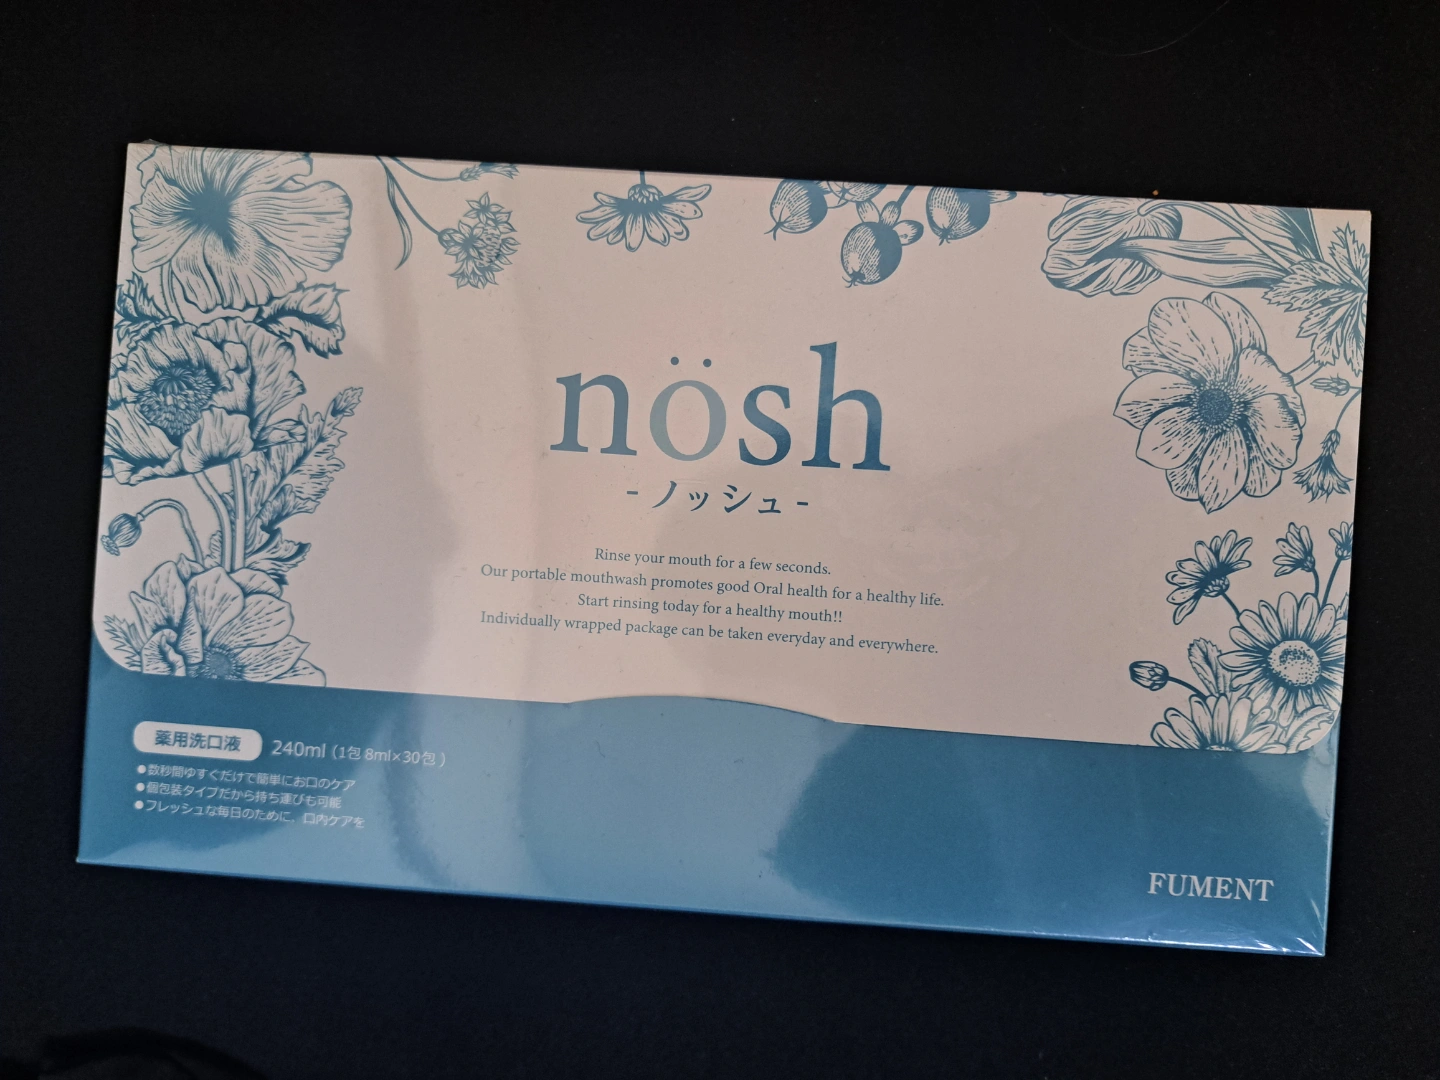 nösh
- ノッシュ -
Rinse your mouth for a few seconds.
Our portable mouthwash promotes good Oral health for a healthy life.
Start rinsing today for a healthy mouth!!
Individually wrapped package can be taken everyday and everywhere.
薬用洗口液 240ml (1包 8ml×30包)
●数秒間ゆすぐだけで簡単にお口のケア
●個包装タイプだから持ち運びも可能
●フレッシュな毎日のために、口内ケアを
FUMENT